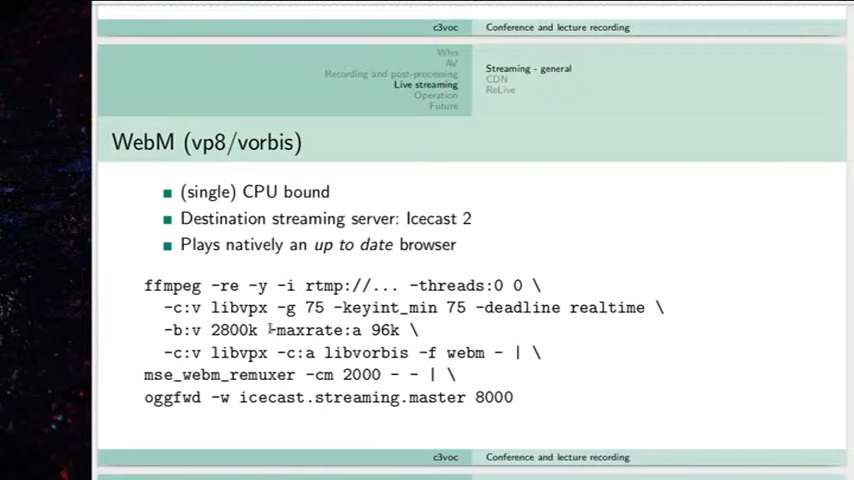 c3voc Conference and lecture recording
Who
AV
Recording and post-processing
Live streaming
Operation
Future
Streaming - general
CDN
ReLive
WebM (vp8/vorbis)
(single) CPU bound
Destination streaming server: Icecast 2
Plays natively an up to date browser
ffmpeg -re -y -i rtmp://... -threads:0 0 \
-c:v libvpx -g 75 -keyint_min 75 -deadline realtime \
-b:v 2800k -maxrate:a 96k \
-c:v libvpx -c:a libvorbis -f webm - | \
mse_webm_remuxer -cm 2000 - - | \
oggfwd -w icecast.streaming.master 8000
c3voc Conference and lecture recording